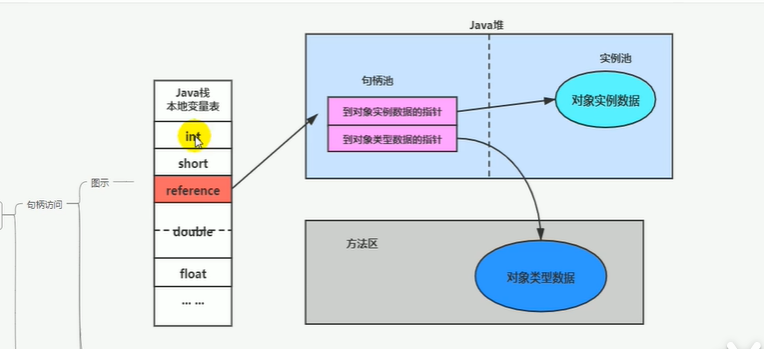 Java堆
实例池
句柄池
对象实例数据
到对象实例数据的指针
到对象类型数据的指针
Java栈
本地变量表
int
short
reference
double
float
... ...
图示
句柄访问
方法区
对象类型数据